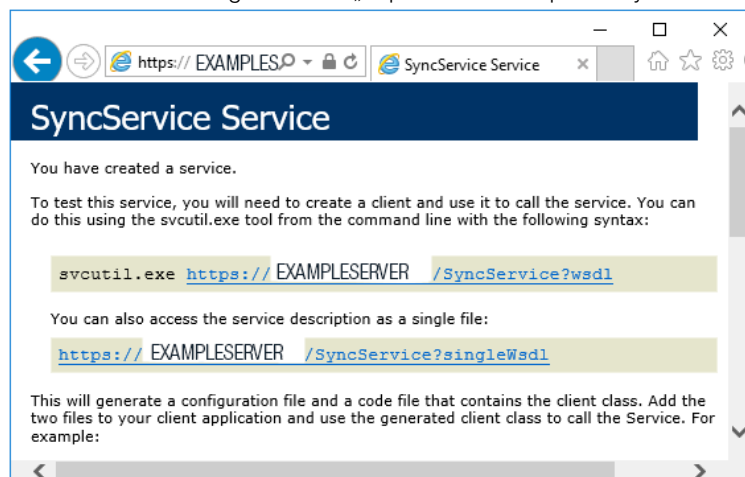 https:// EXAMPLES
SyncService Service
SyncService Service
You have created a service.
To test this service, you will need to create a client and use it to call the service. You can
do this using the svcutil.exe tool from the command line with the following syntax:
svcutil.exe https:// EXAMPLESERVER /SyncService?wsdl
You can also access the service description as a single file:
https:// EXAMPLESERVER /SyncService?singleWsdl
This will generate a configuration file and a code file that contains the client class. Add the
two files to your client application and use the generated client class to call the Service. For
example: